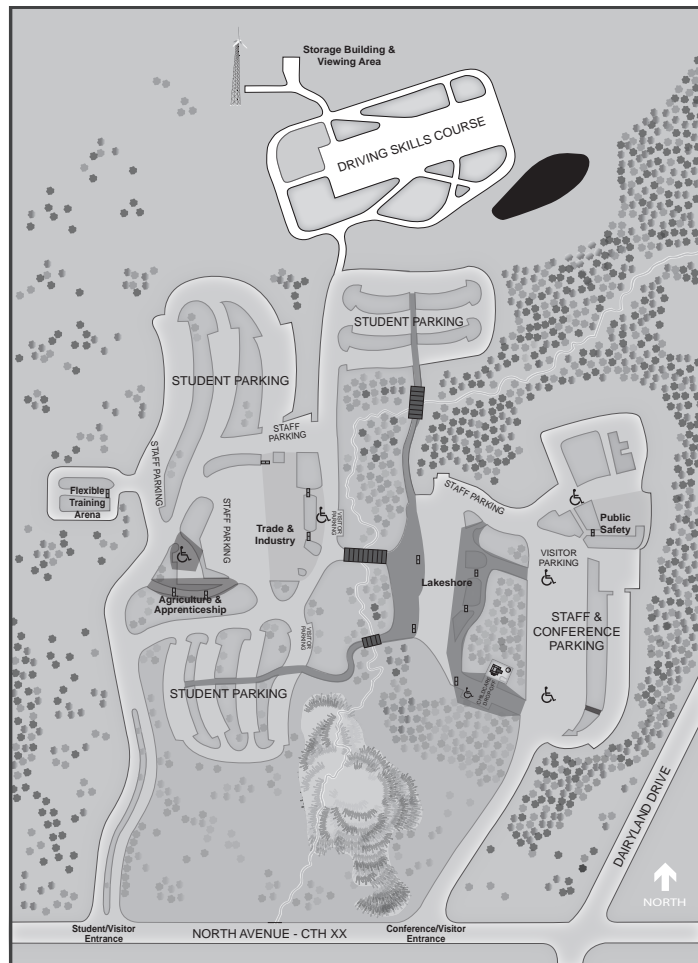 Storage Building &
Viewing Area
DRIVING SKILLS COURSE
STUDENT PARKING
STUDENT PARKING
STAFF
PARKING
STAFF PARKING
STAFF PARKING
STAFF PARKING
Flexible
Training
Arena
Trade &
Industry
VISITOR
PARKING
Public
Safety
VISITOR
PARKING
Lakeshore
Agriculture &
Apprenticeship
STAFF &
CONFERENCE
PARKING
VISITOR
PARKING
CHILDCARE
DROPOFF
STUDENT PARKING
DAIRYLAND DRIVE
NORTH
Student/Visitor
Entrance
NORTH AVENUE - CTH XX
Conference/Visitor
Entrance